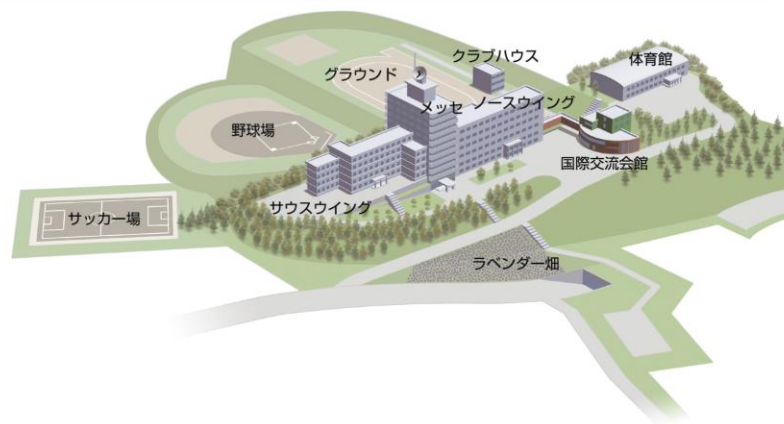 クラブハウス
体育館
グラウンド
メッセ
ノースウイング
野球場
国際交流会館
サウスウイング
サッカー場
ラベンダー畑